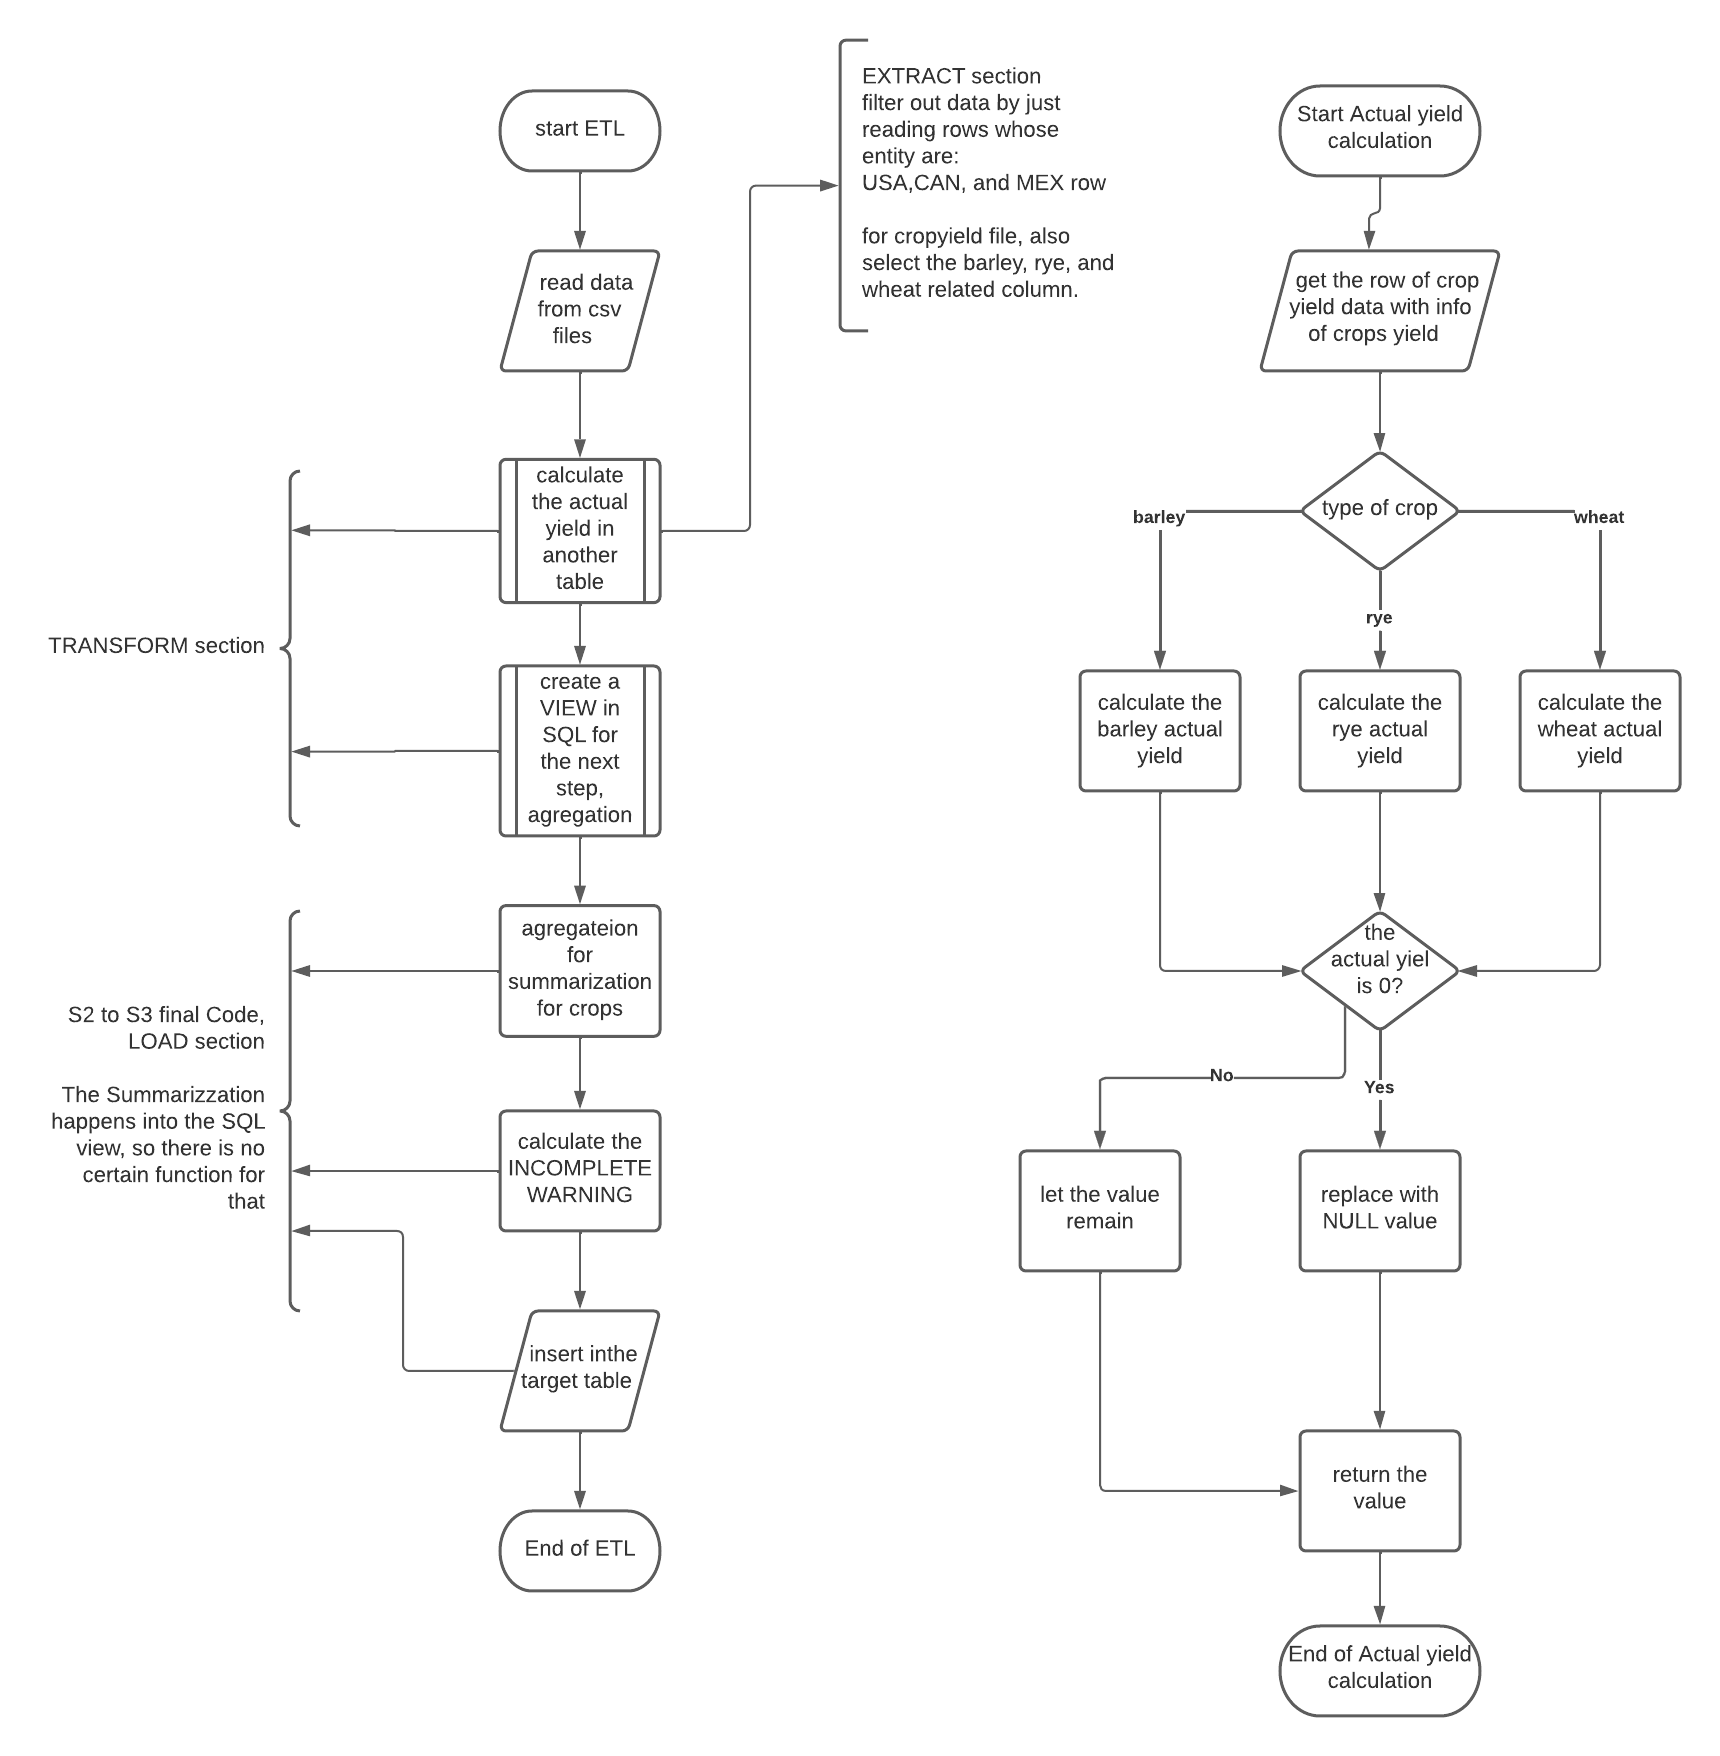 start ETL
read data
from csv
files
calculate
the actual
yield in
another
table
create a
VIEW in
SQL for
the next
step,
agregation
agregateion
for
summarization
for crops
calculate the
INCOMPLETE
WARNING
insert inthe
target table
End of ETL
TRANSFORM section
S2 to S3 final Code,
LOAD section
The Summarizzation
happens into the SQL
view, so there is no
certain function for
that
EXTRACT section
filter out data by just
reading rows whose
entity are:
USA,CAN, and MEX row
for cropyield file, also
select the barley, rye, and
wheat related column.
Start Actual yield
calculation
get the row of crop
yield data with info
of crops yield
type of crop
barley
rye
wheat
calculate the
barley actual
yield
calculate the
rye actual
yield
calculate the
wheat actual
yield
the
actual yiel
is 0?
No
Yes
let the value
remain
replace with
NULL value
return the
value
End of Actual yield
calculation